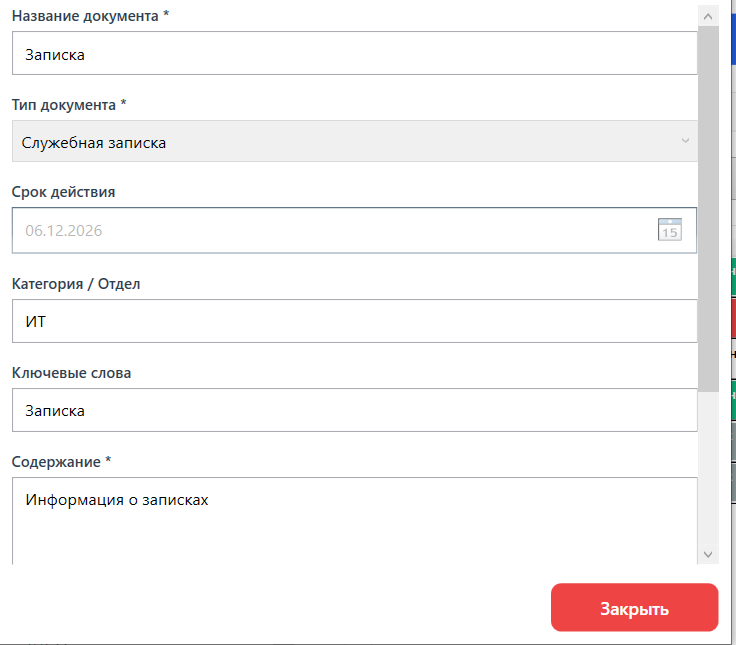 Название документа *
Записка
Тип документа *
Служебная записка
Срок действия
06.12.2026
15
Категория / Отдел
ИТ
Ключевые слова
Записка
Содержание *
Информация о записках
Закрыть